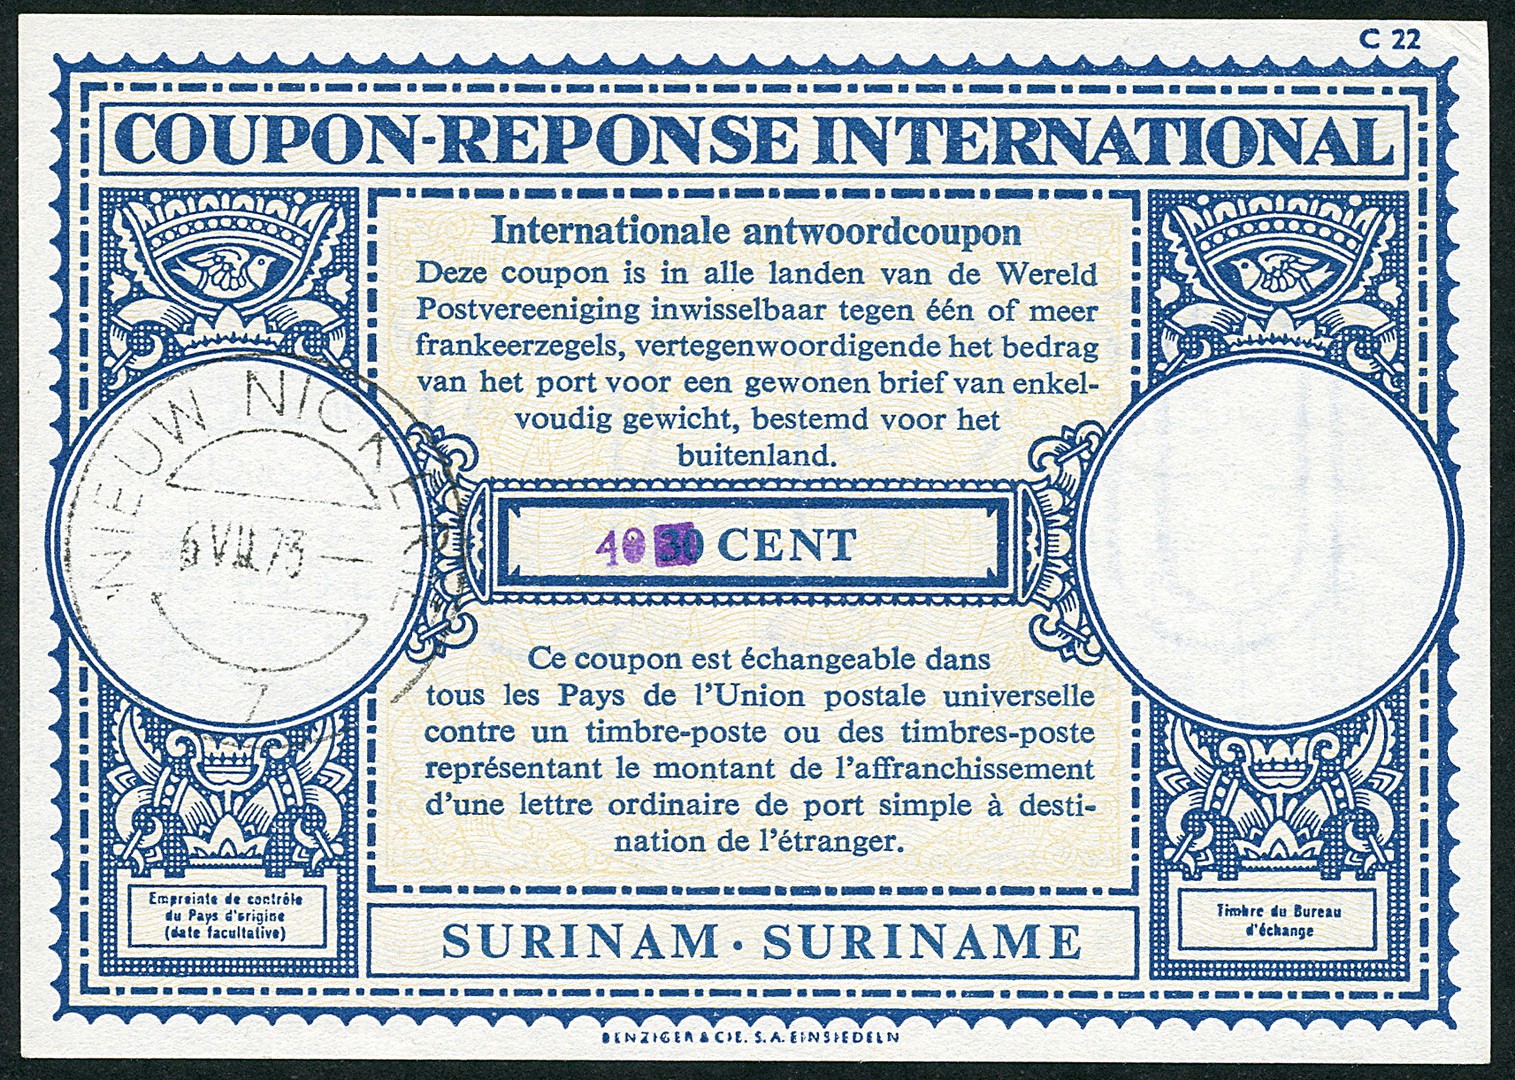 C 22
COUPON-REPONSE INTERNATIONAL
Internationale antwoordcoupon
Deze coupon is in alle landen van de Wereld
Postvereeniging inwisselbaar tegen één of meer
frankeerzegels, vertegenwoordigende het bedrag
van het port voor een gewonen brief van enkel-
voudig gewicht, bestemd voor het
buitenland.
NIEUW NICKERIE
6 VII.73
7
40 30 CENT
Ce coupon est échangeable dans
tous les Pays de l'Union postale universelle
contre un timbre-poste ou des timbres-poste
représentant le montant de l'affranchissement
d'une lettre ordinaire de port simple à desti-
nation de l'étranger.
Empreinte de contrôle
du Pays d'origine
(date facultative)
Timbre du Bureau
d'échange
SURINAM · SURINAME
BENZIGER & CIE. S.A. EINSIEDELN